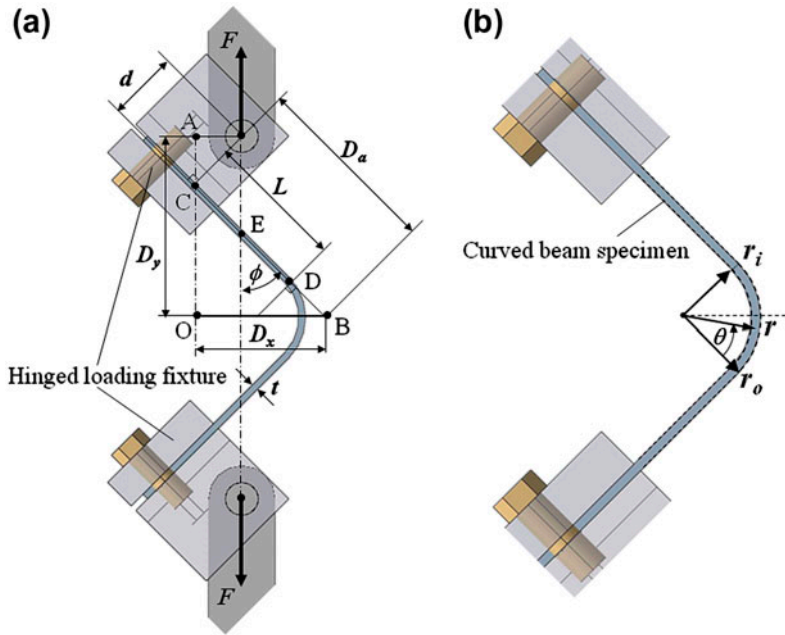 (a)
F
d
A
D_a
L
C
E
D_y
ϕ
D
O
B
D_x
Hinged loading fixture
t
F
(b)
Curved beam specimen
r_i
r
θ
r_o